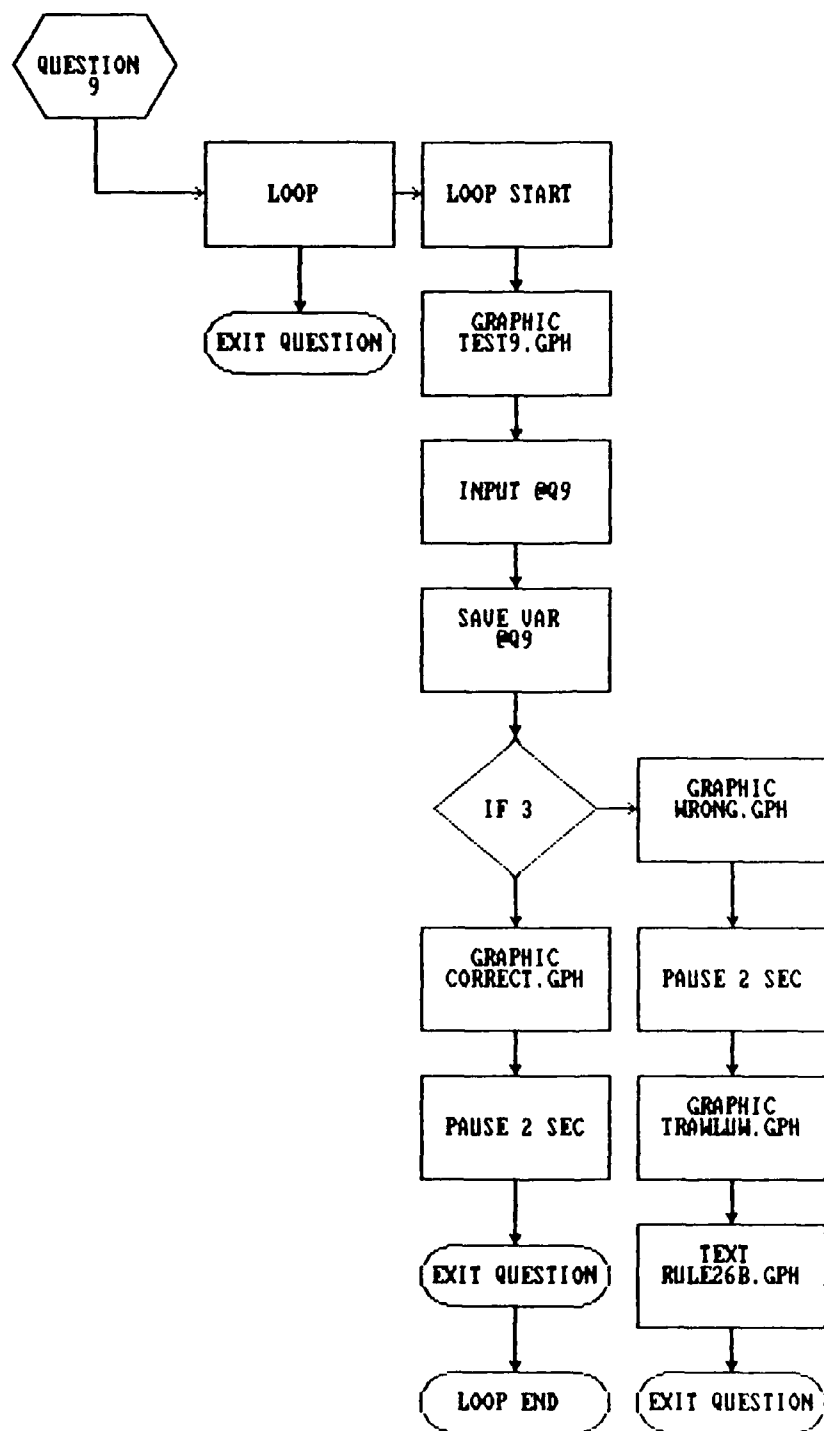 QUESTION
9
LOOP
LOOP START
EXIT QUESTION
GRAPHIC
TEST9.GPH
INPUT @Q9
SAVE VAR
@Q9
IF 3
GRAPHIC
WRONG.GPH
GRAPHIC
CORRECT.GPH
PAUSE 2 SEC
PAUSE 2 SEC
GRAPHIC
TRAWLUW.GPH
EXIT QUESTION
TEXT
RULE26B.GPH
LOOP END
EXIT QUESTION